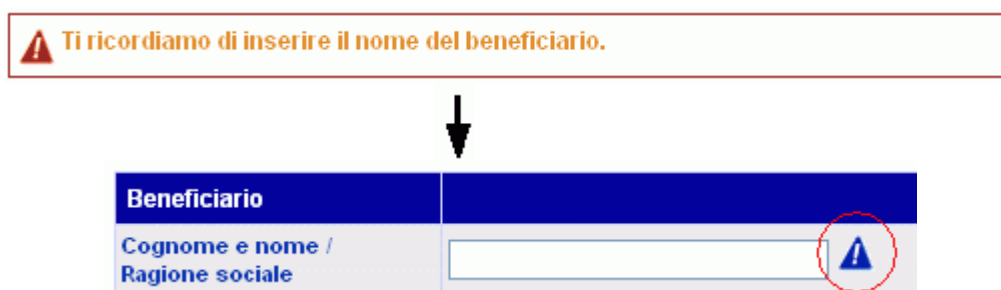 Ti ricordiamo di inserire il nome del beneficiario.
Beneficiario
Cognome e nome /
Ragione sociale